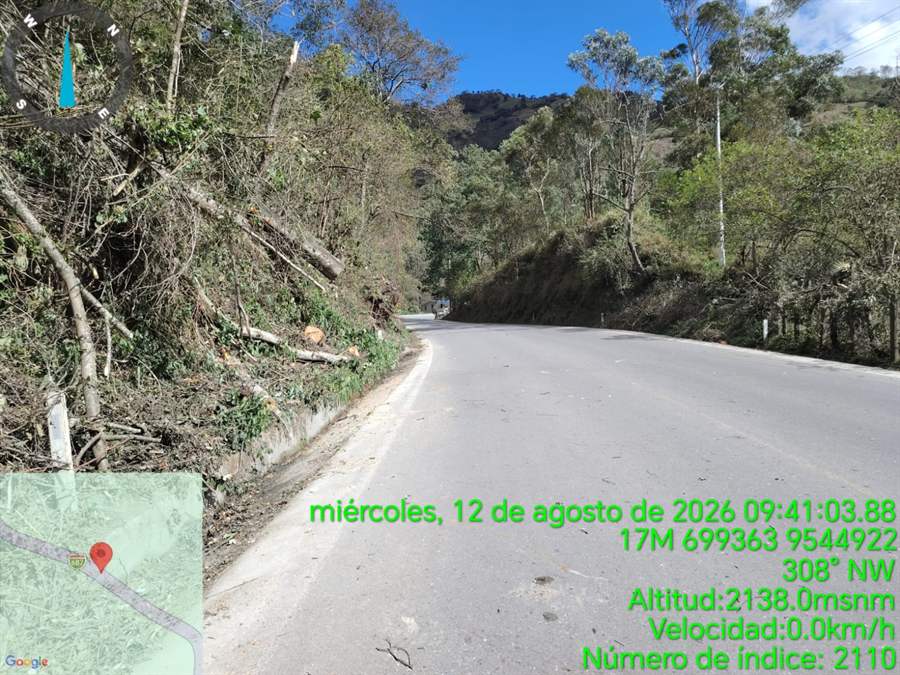 W
N
S
E
miércoles, 12 de agosto de 2026 09:41:03.88
17M 699363 9544922
308° NW
Altitud:2138.0msnm
Velocidad:0.0km/h
Número de índice: 2110
Google